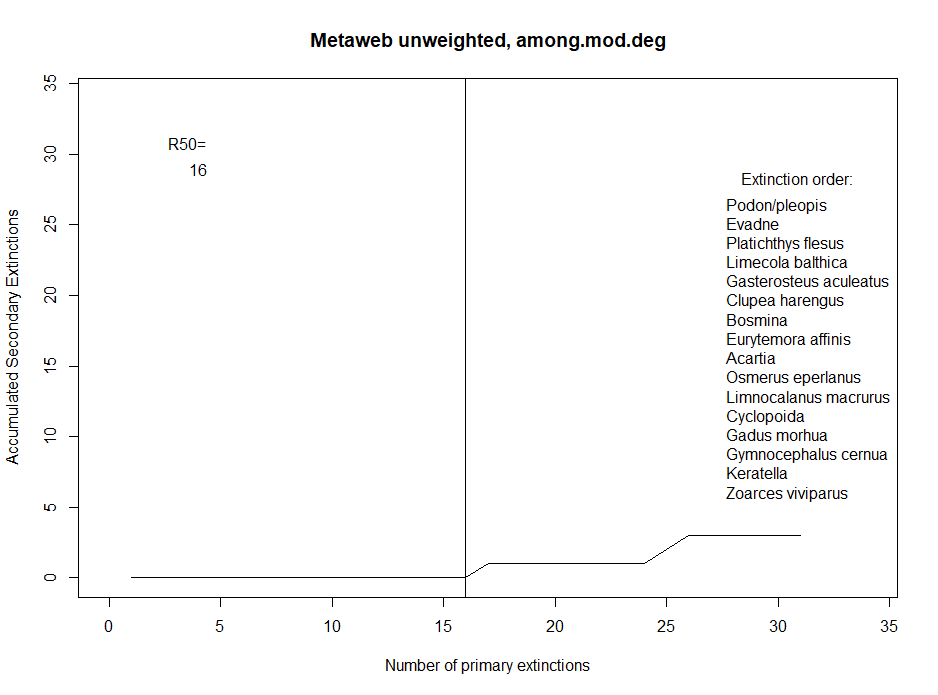 Metaweb unweighted, among.mod.deg
Accumulated Secondary Extinctions
35
30
25
20
15
10
5
0
R50=
16
Extinction order:
Podon/pleopis
Evadne
Platichthys flesus
Limecola balthica
Gasterosteus aculeatus
Clupea harengus
Bosmina
Eurytemora affinis
Acartia
Osmerus eperlanus
Limnocalanus macrurus
Cyclopoida
Gadus morhua
Gymnocephalus cernua
Keratella
Zoarces viviparus
0 5 10 15 20 25 30 35
Number of primary extinctions